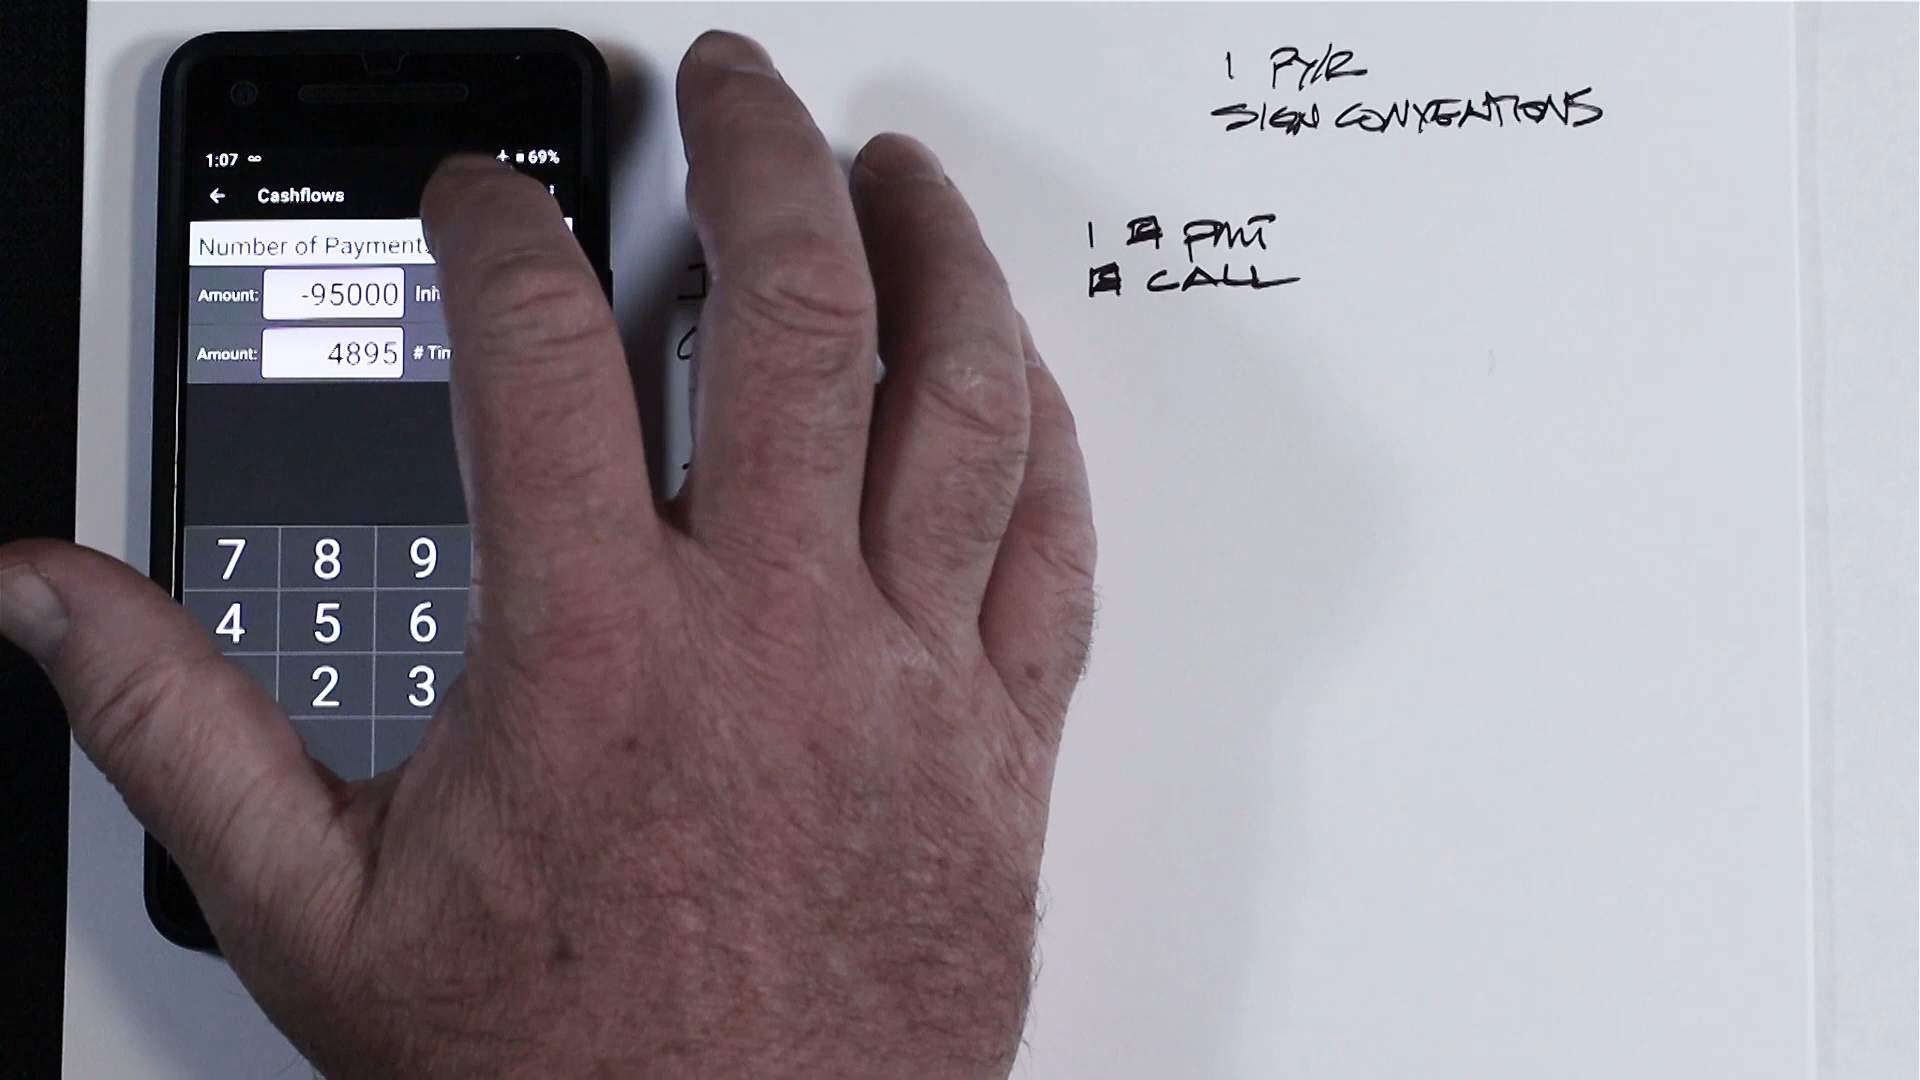 1:07 69%
Cashflows
Number of Payment
Amount: -95000
Amount: 4895 #
7 8 9
4 5 6
2 3
1 PY/R
SIGN CONVENTIONS
1 PMT
CALL